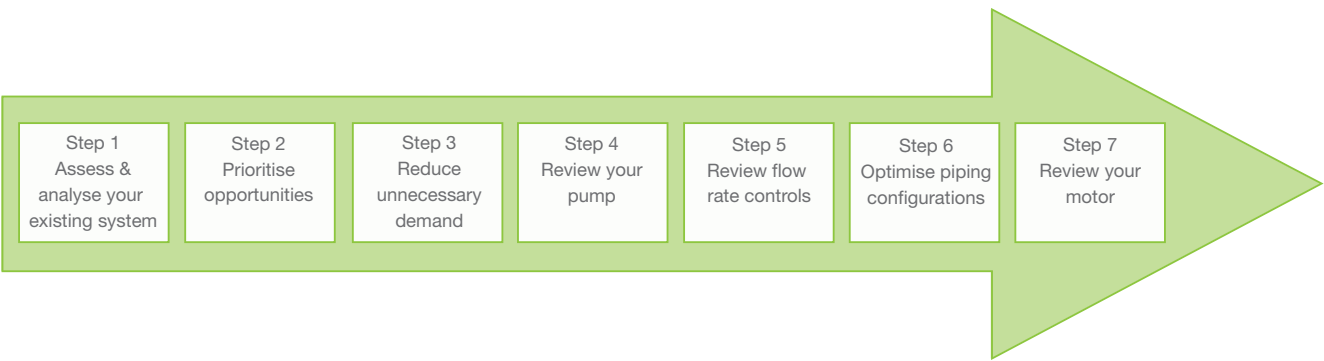 Step 1
Assess &
analyse your
existing system
Step 2
Prioritise
opportunities
Step 3
Reduce
unnecessary
demand
Step 4
Review your
pump
Step 5
Review flow
rate controls
Step 6
Optimise piping
configurations
Step 7
Review your
motor